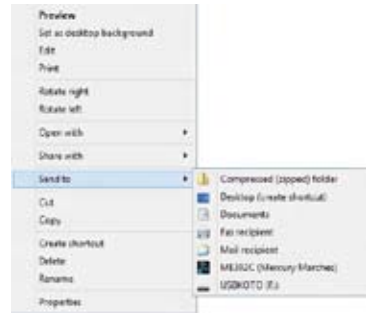 Preview
Set as desktop background
Edit
Print
Rotate right
Rotate left
Open with
Share with
Send to
Cut
Copy
Create shortcut
Delete
Rename
Properties
Compressed (zipped) folder
Desktop (create shortcut)
Documents
Fax recipient
Mail recipient
(Mercury Marches)